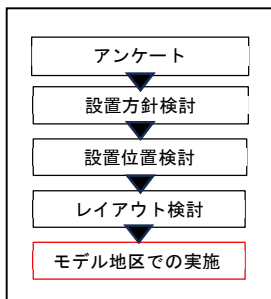 アンケート
設置方針検討
設置位置検討
レイアウト検討
モデル地区での実施